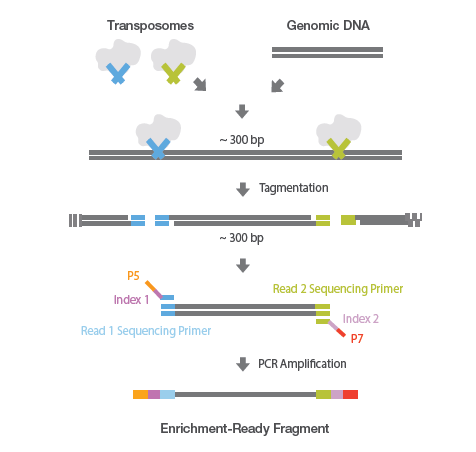 Transposomes
Genomic DNA
~ 300 bp
Tagmentation
~ 300 bp
P5
Index 1
Read 2 Sequencing Primer
Read 1 Sequencing Primer
Index 2
P7
PCR Amplification
Enrichment-Ready Fragment